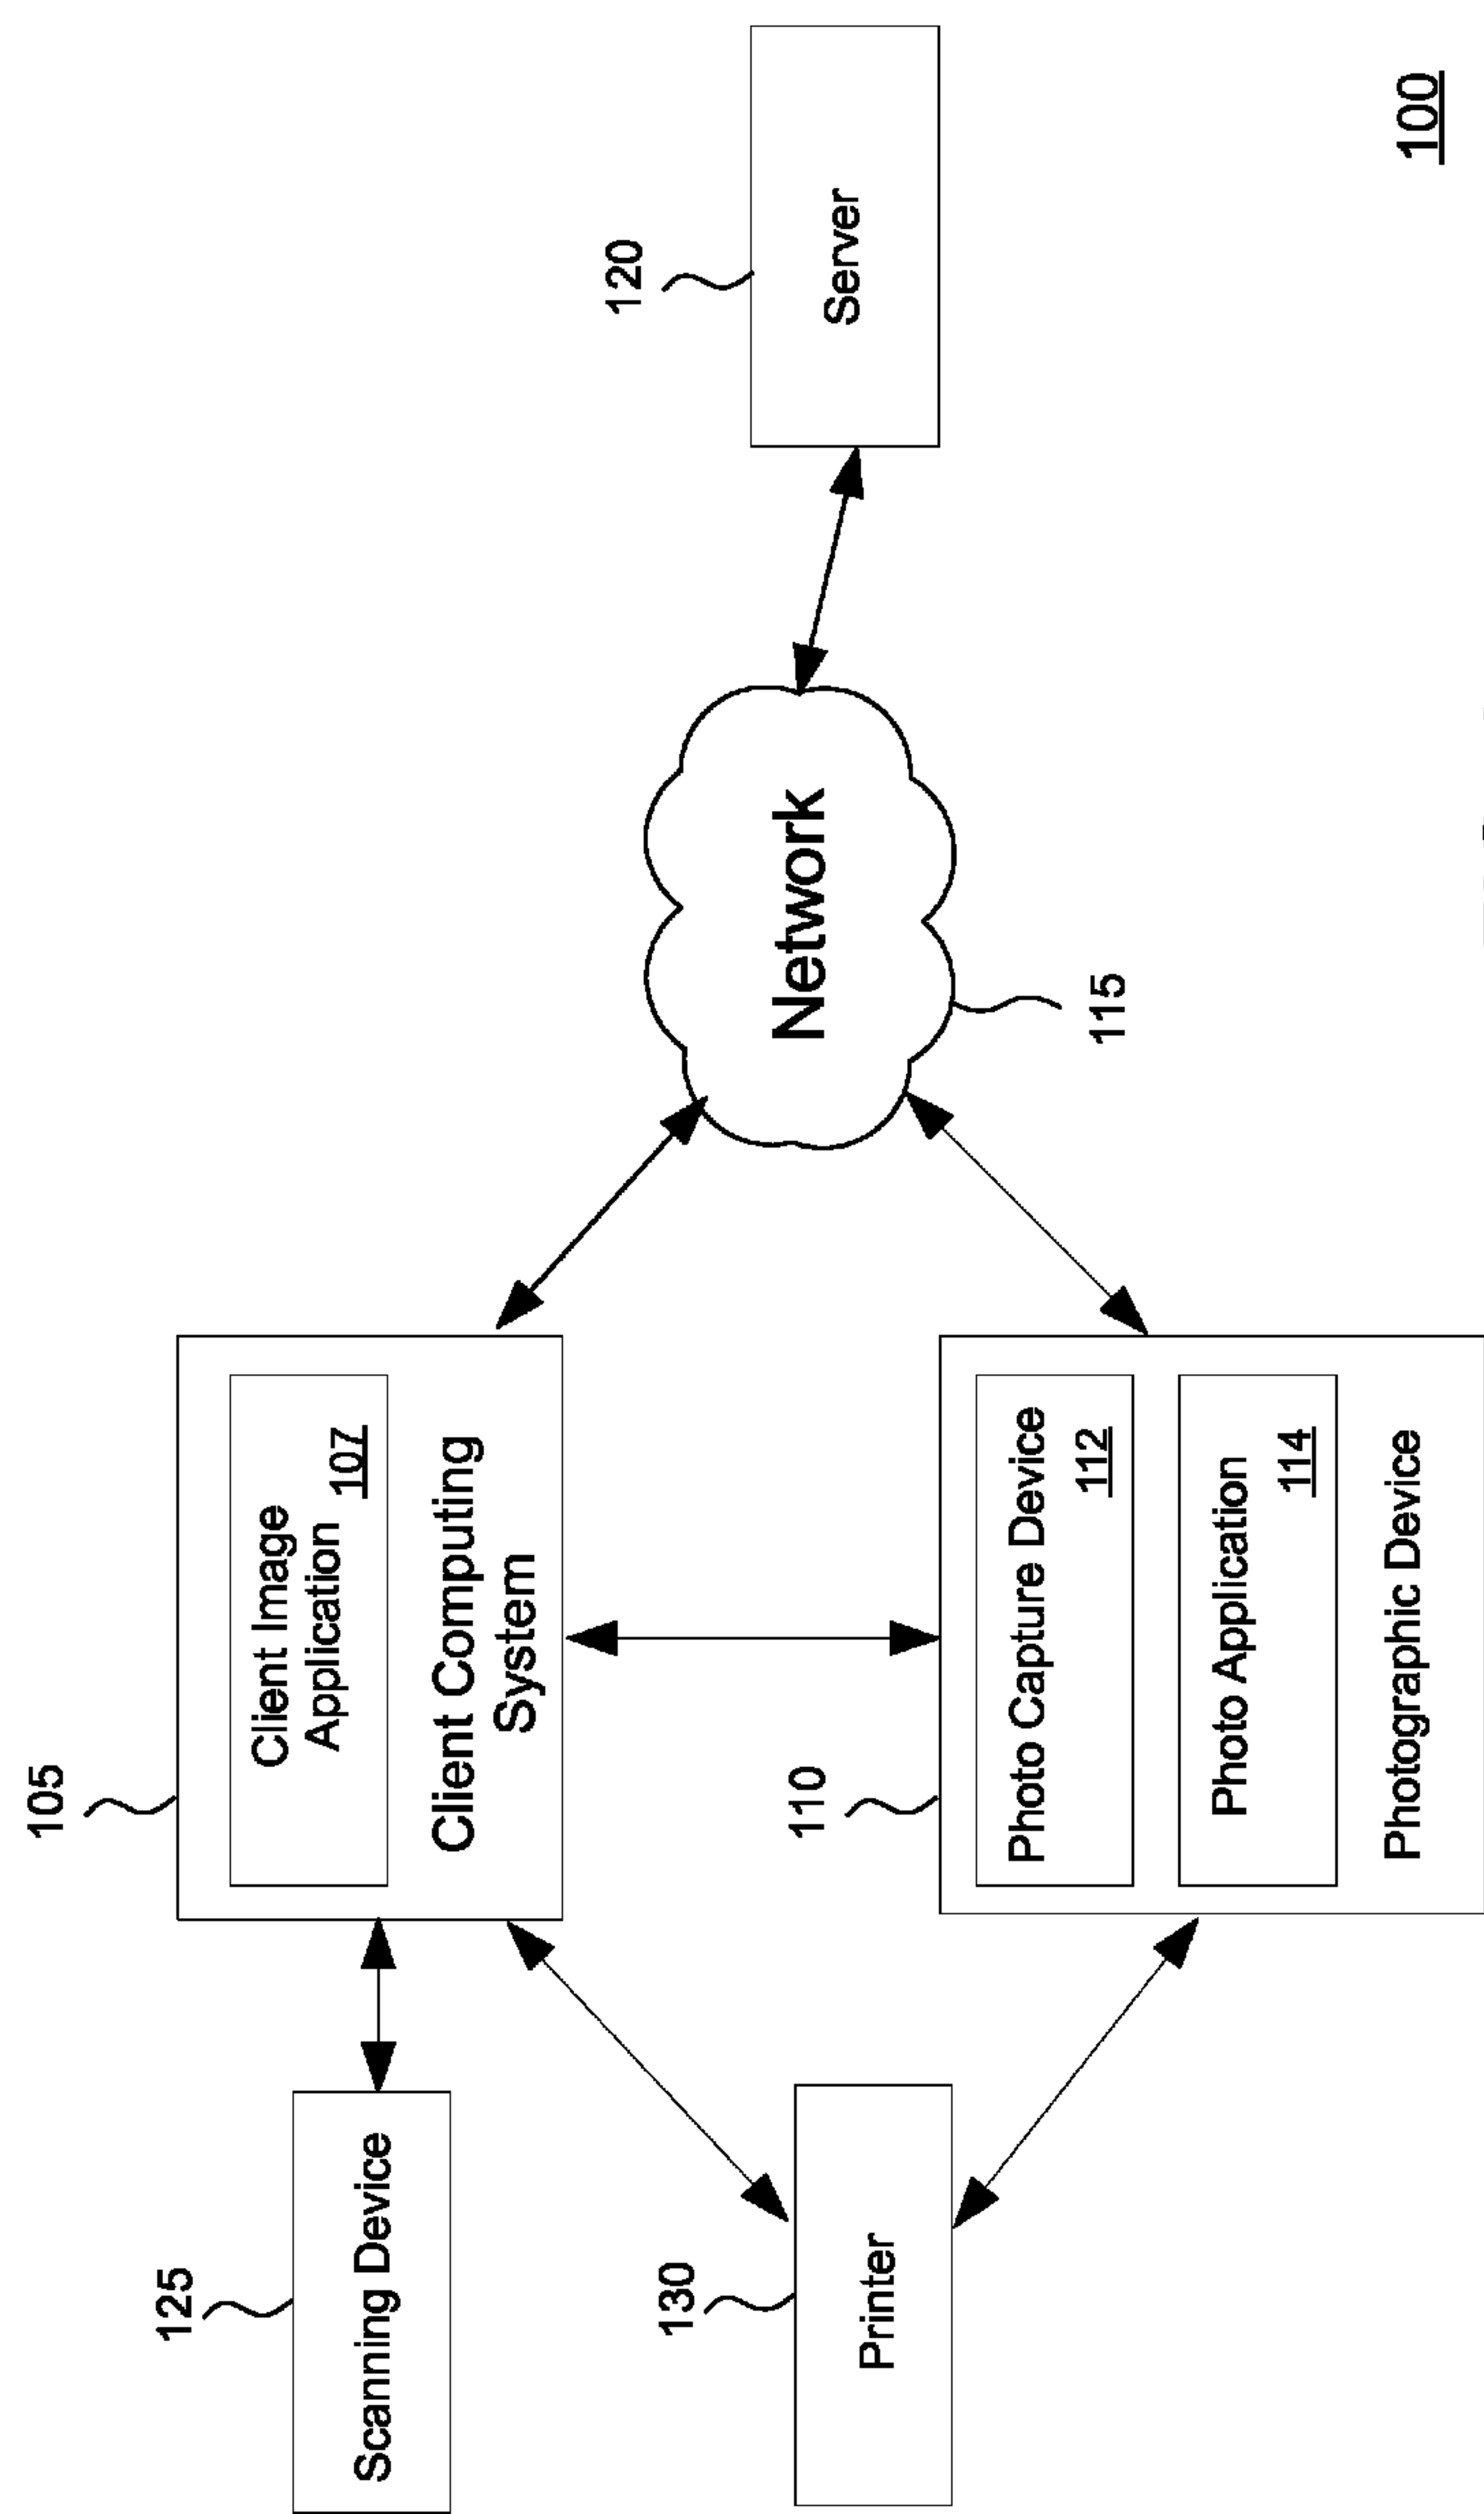 125
Scanning Device
105
Client Image
Application
107
Client Computing
System
130
Printer
110
Photo Capture Device
112
Photo Application
114
Photographic Device
Network
115
120
Server
100